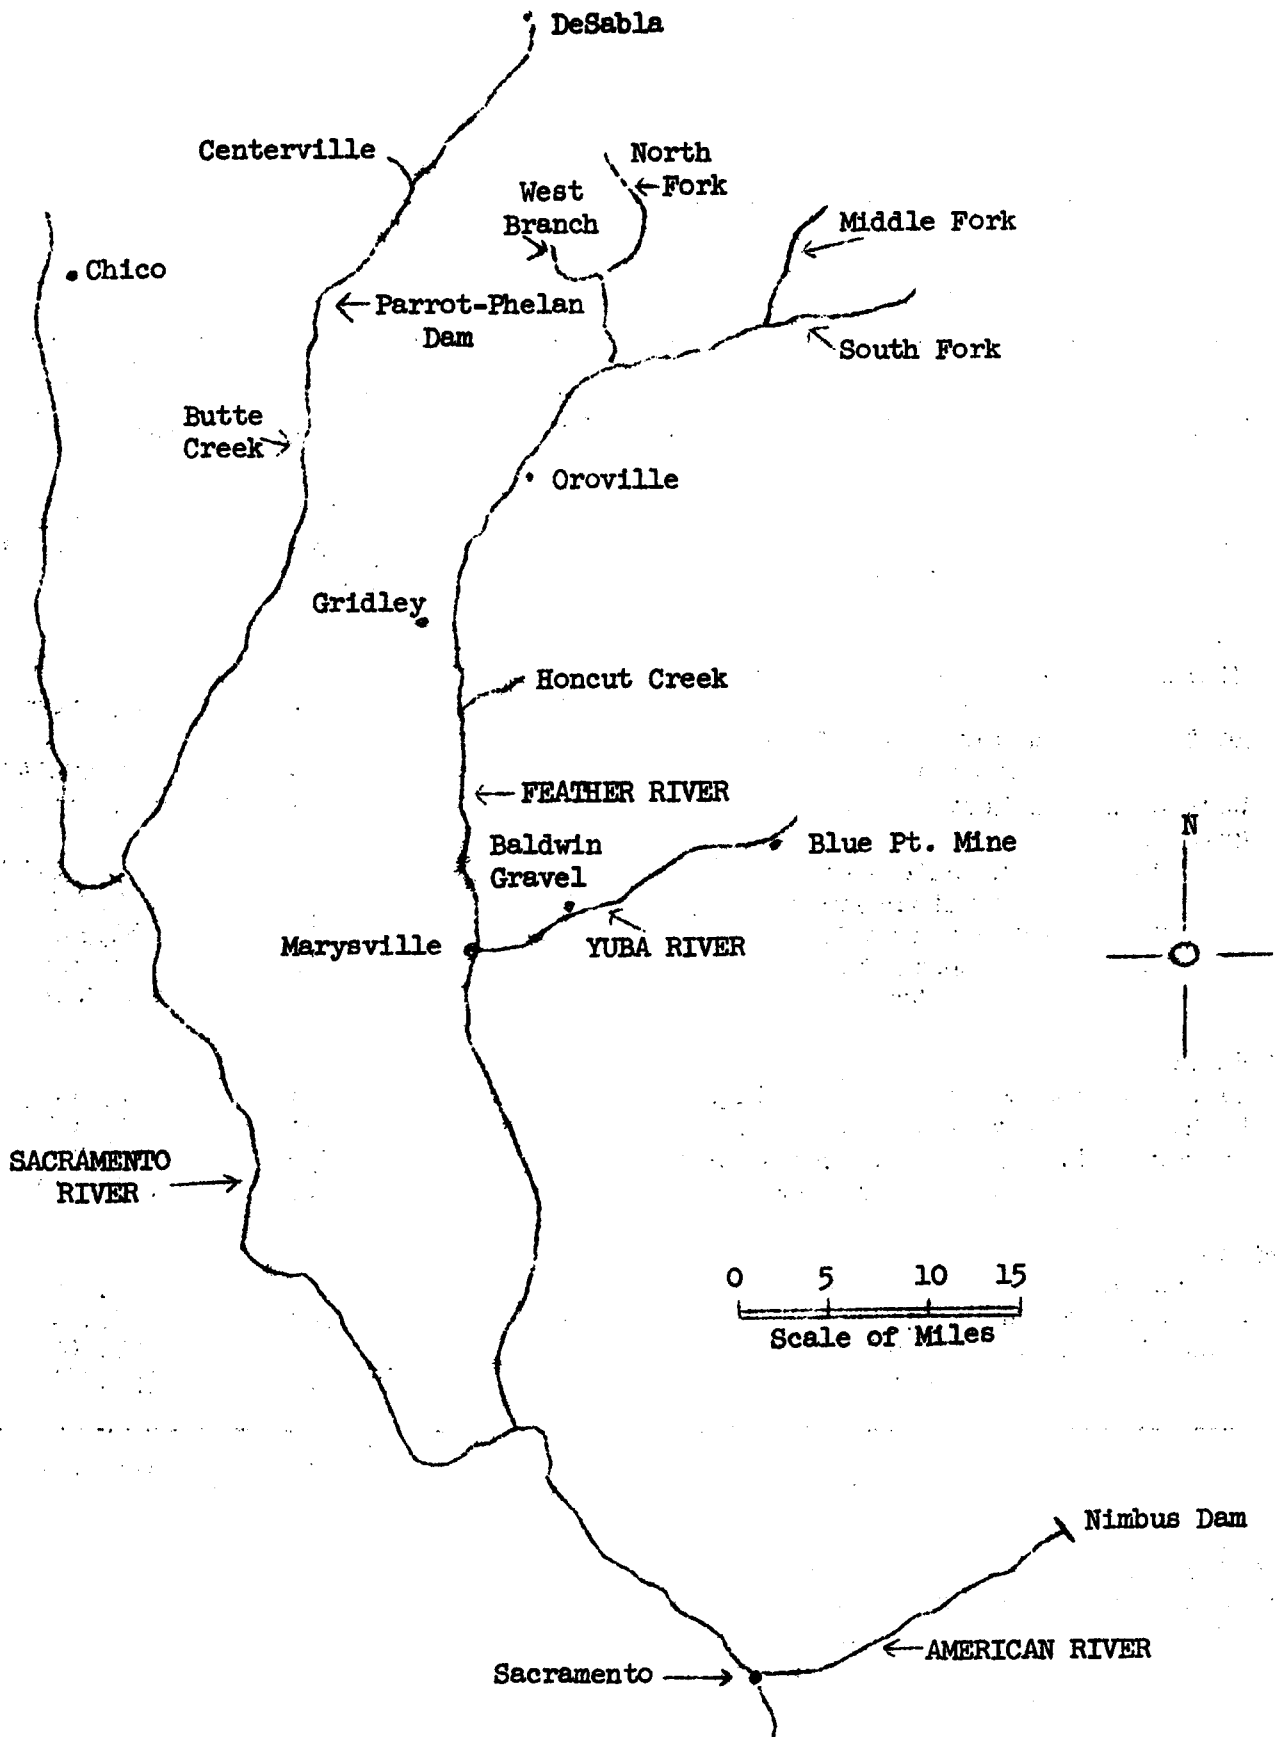 DeSabla
Centerville
North
Fork
West
Branch
Middle Fork
Chico
Parrot-Phelan
Dam
South Fork
Butte
Creek
Oroville
Gridley
Honcut Creek
FEATHER RIVER
Baldwin
Gravel
Blue Pt. Mine
N
Marysville
YUBA RIVER
SACRAMENTO
RIVER
0 5 10 15
Scale of Miles
Nimbus Dam
AMERICAN RIVER
Sacramento